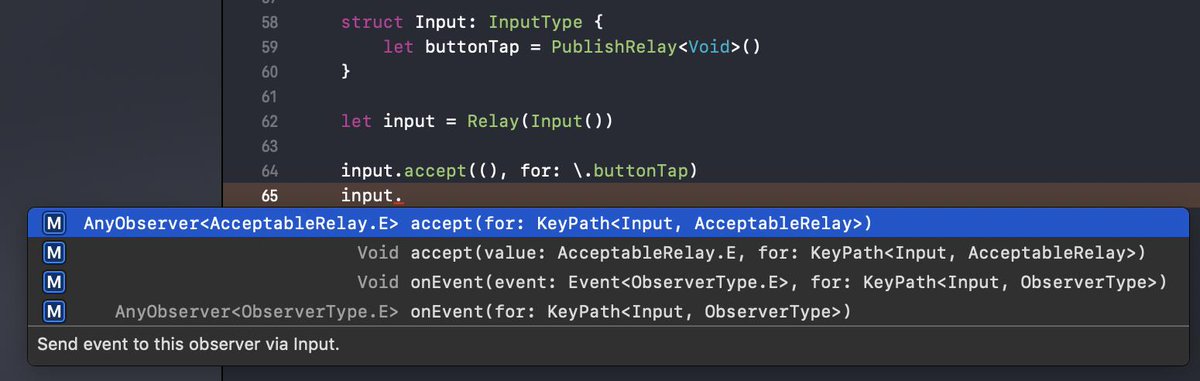 58 struct Input: InputType {
59 let buttonTap = PublishRelay<Void>()
60 }
61
62 let input = Relay(Input())
63
64 input.accept((), for: \.buttonTap)
65 input.
M AnyObserver<AcceptableRelay.E> accept(for: KeyPath<Input, AcceptableRelay>)
M Void accept(value: AcceptableRelay.E, for: KeyPath<Input, AcceptableRelay>)
M Void onEvent(event: Event<ObserverType.E>, for: KeyPath<Input, ObserverType>)
M AnyObserver<ObserverType.E> onEvent(for: KeyPath<Input, ObserverType>)
Send event to this observer via Input.